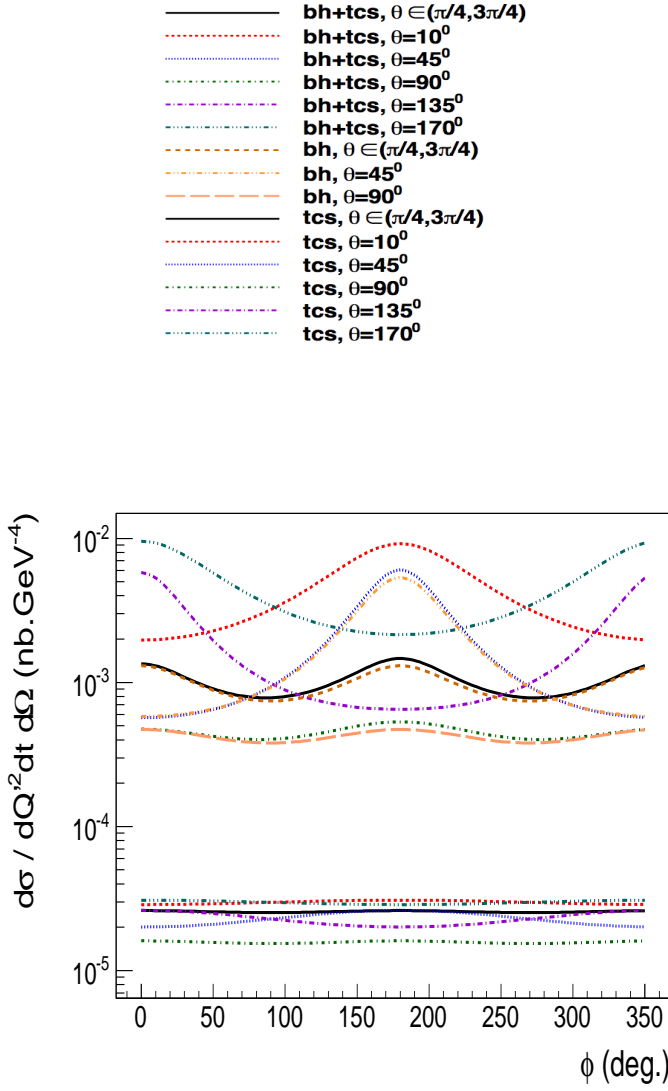 bh+tcs, θ ∈(π/4,3π/4)
bh+tcs, θ=10⁰
bh+tcs, θ=45⁰
bh+tcs, θ=90⁰
bh+tcs, θ=135⁰
bh+tcs, θ=170⁰
bh, θ ∈(π/4,3π/4)
bh, θ=45⁰
bh, θ=90⁰
tcs, θ ∈(π/4,3π/4)
tcs, θ=10⁰
tcs, θ=45⁰
tcs, θ=90⁰
tcs, θ=135⁰
tcs, θ=170⁰
dσ / dQ'² dt dΩ (nb.GeV⁻⁴)
10⁻²
10⁻³
10⁻⁴
10⁻⁵
0 50 100 150 200 250 300 350
ϕ (deg.)